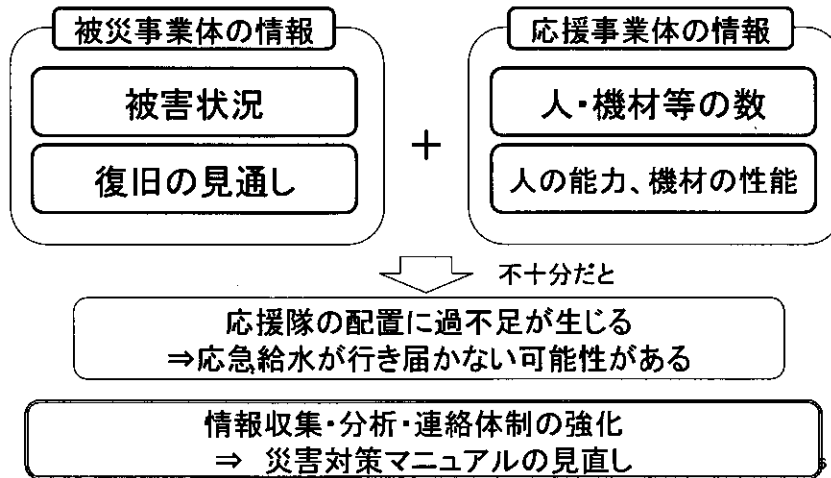 被災事業体の情報
被害状況
復旧の見通し
+
応援事業体の情報
人・機材等の数
人の能力、機材の性能
不十分だと
応援隊の配置に過不足が生じる
⇒応急給水が行き届かない可能性がある
情報収集・分析・連絡体制の強化
⇒ 災害対策マニュアルの見直し